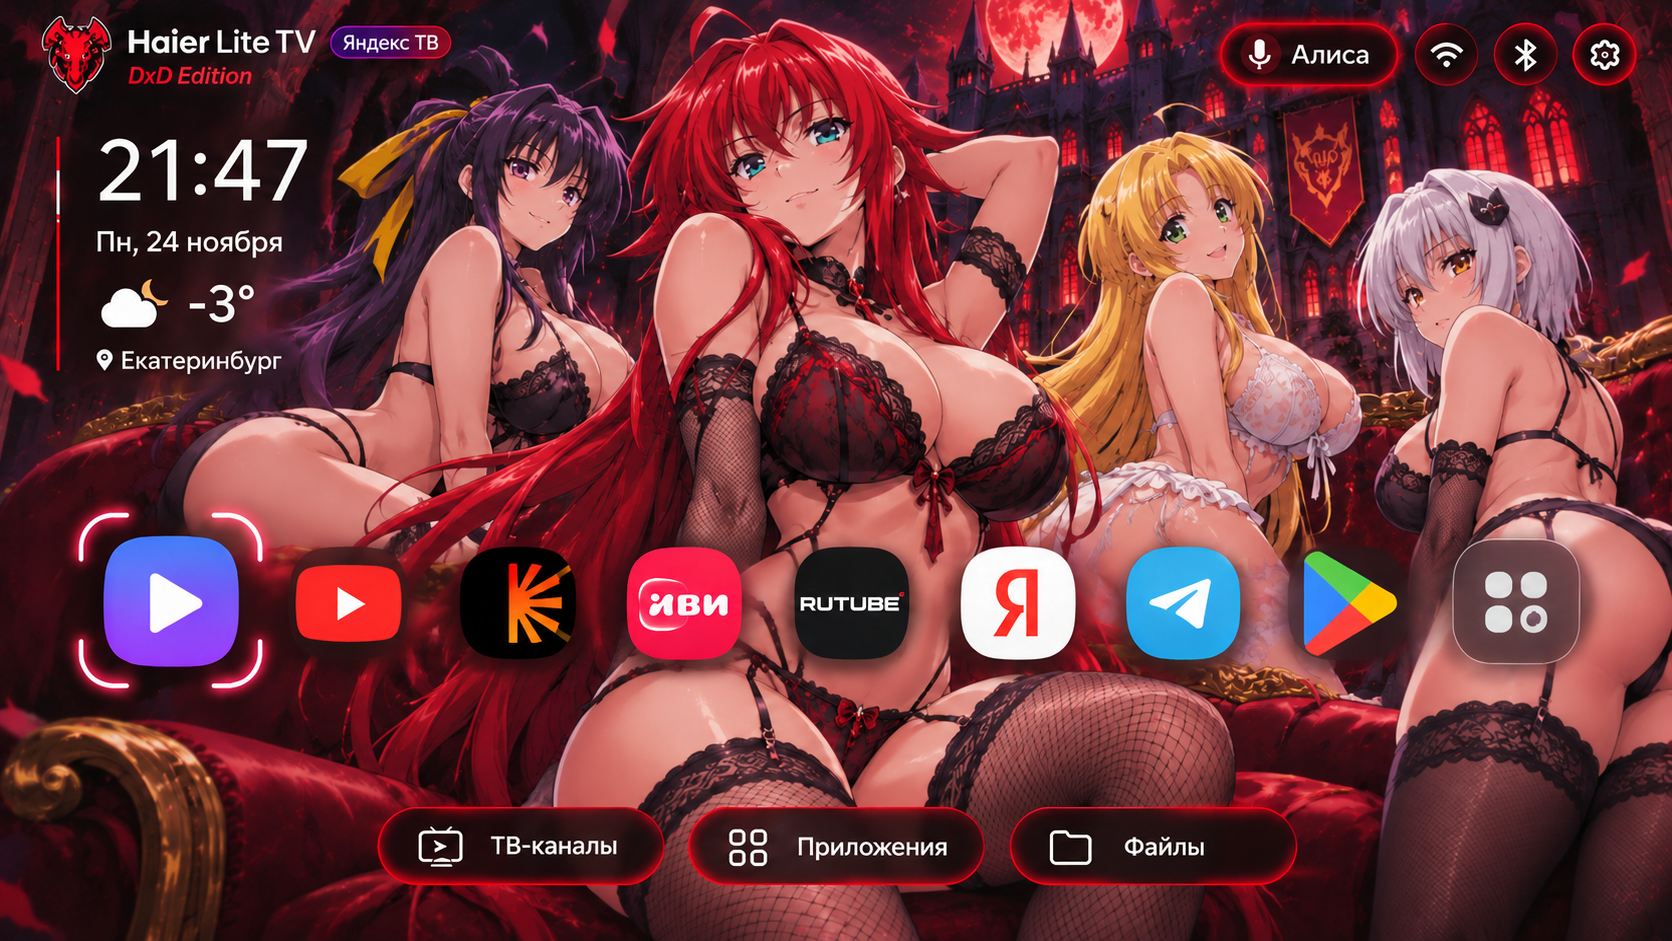 Haier Lite TV
Яндекс ТВ
DxD Edition
Алиса
21:47
Пн, 24 ноября
-3°
Екатеринбург
иви
RUTUBE
Я
ТВ-каналы
Приложения
Файлы